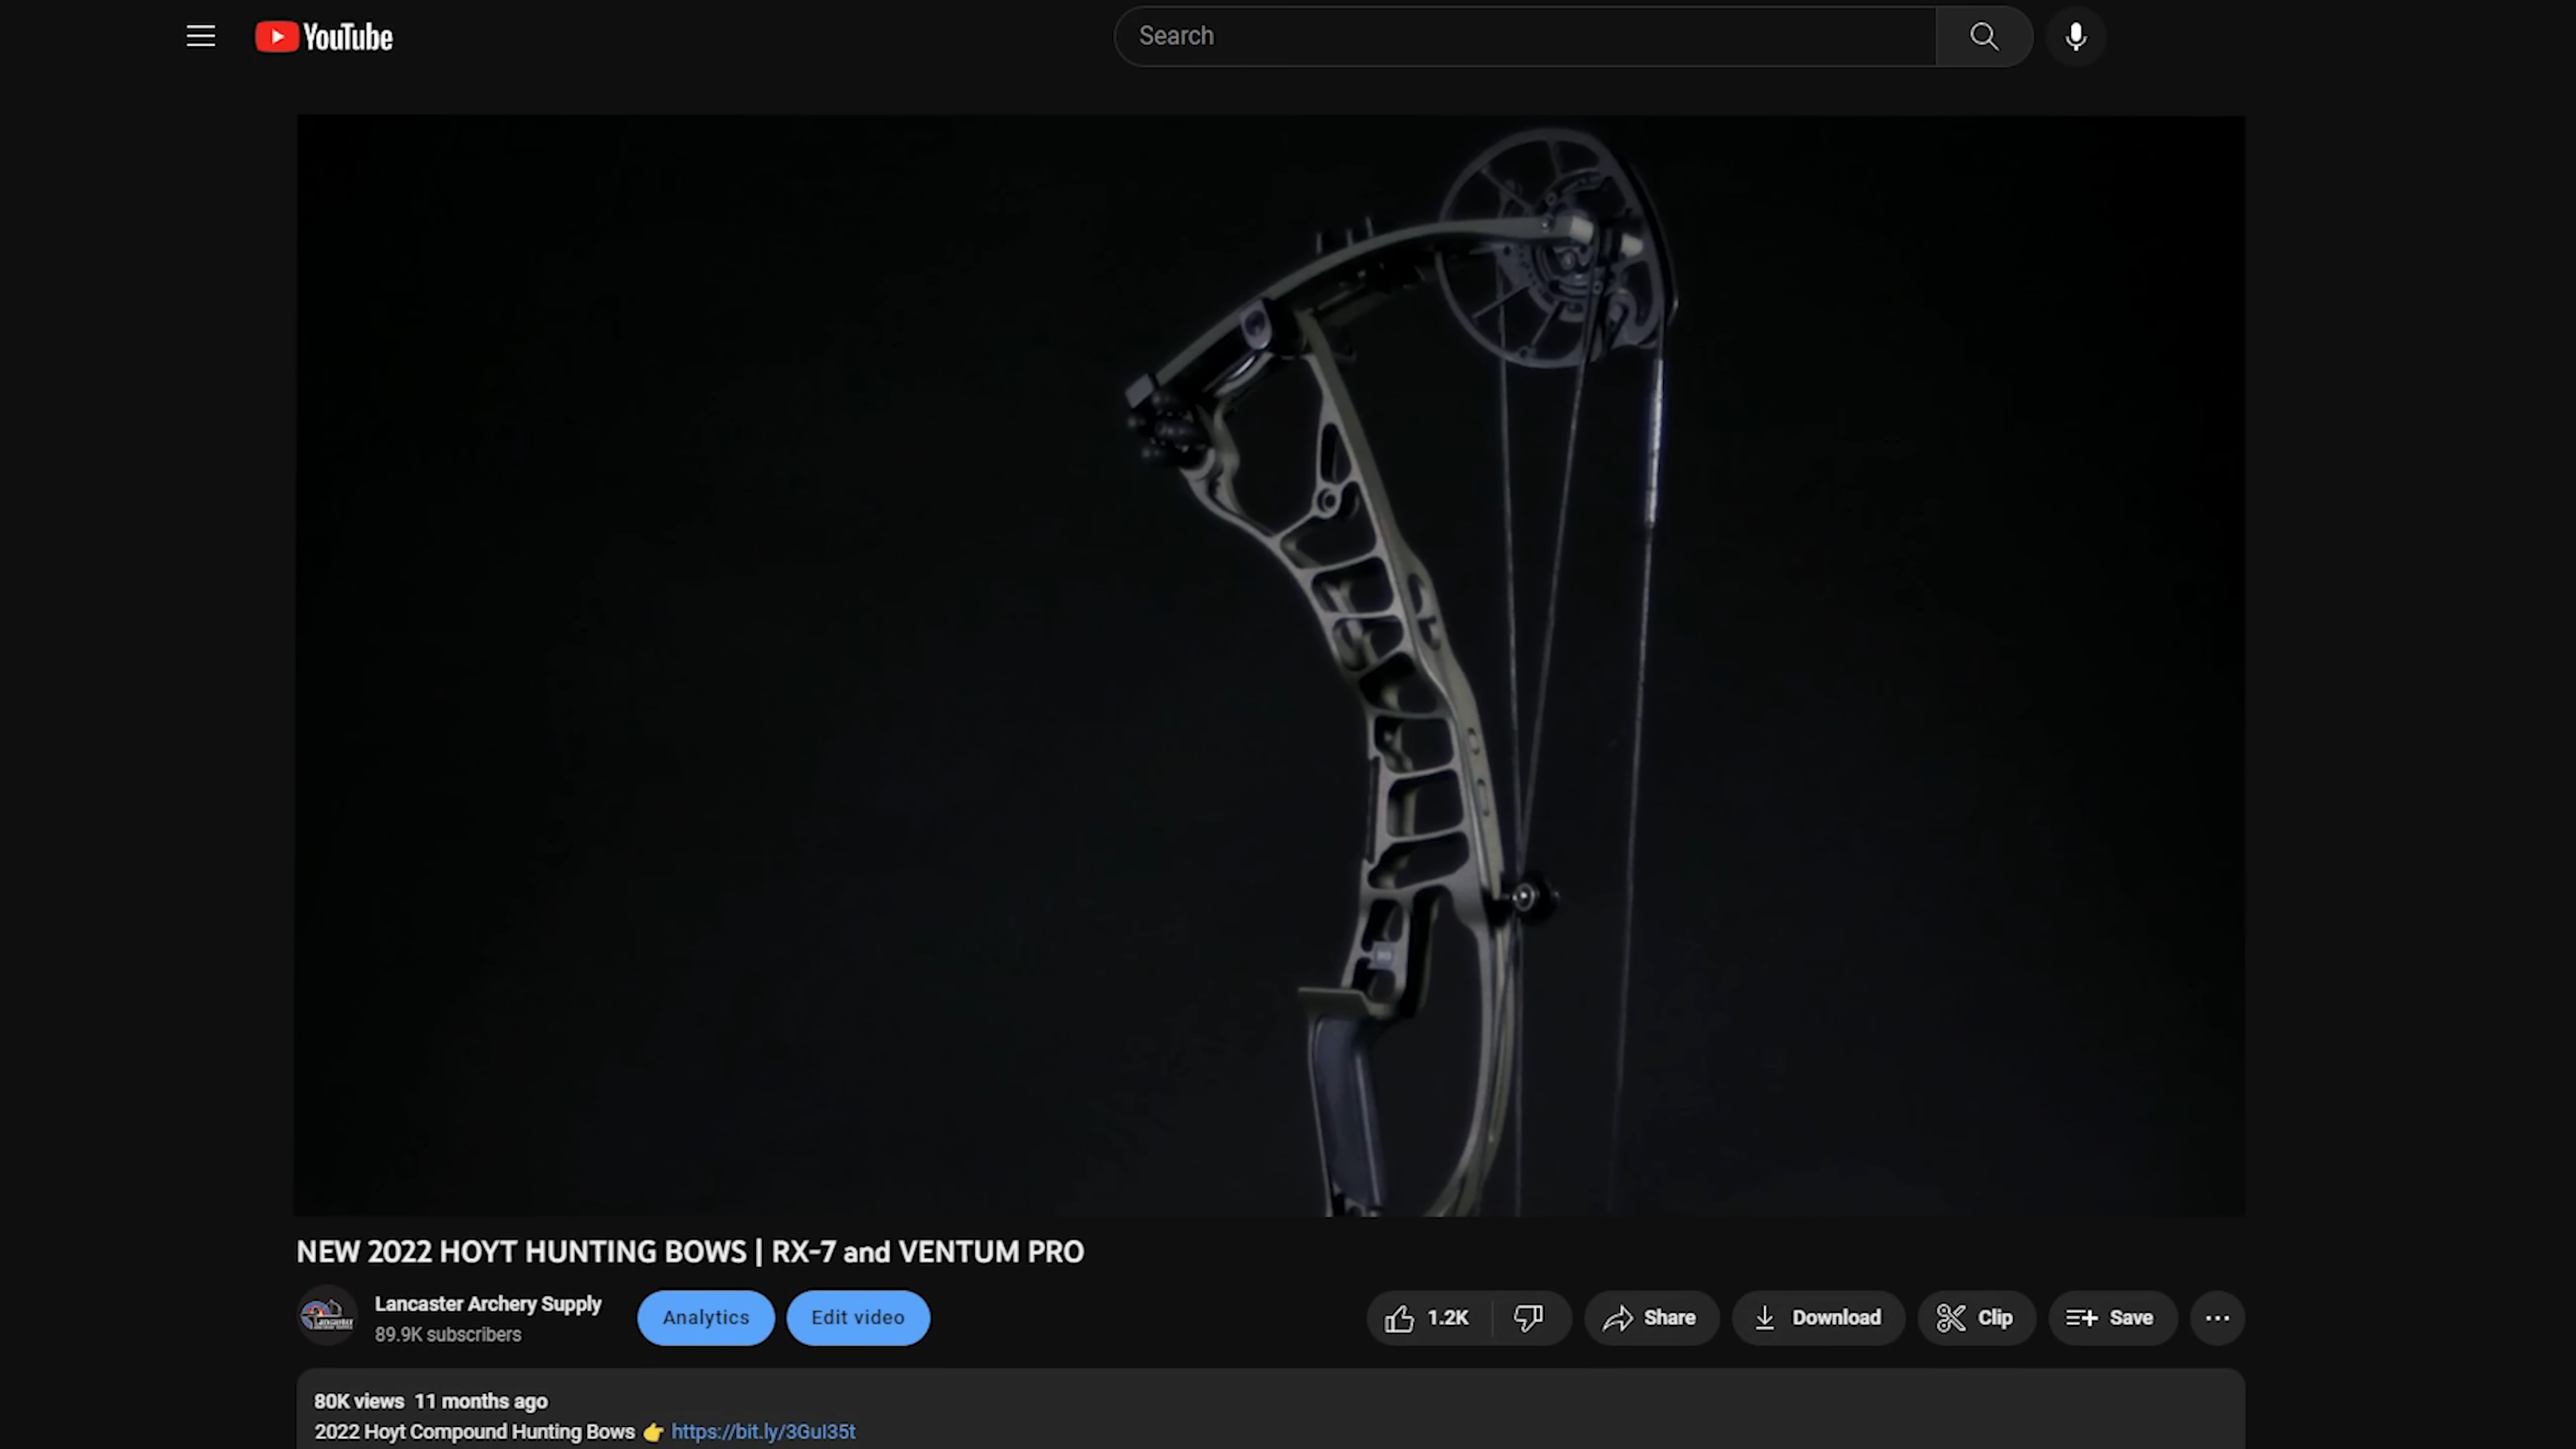 YouTube
Search
NEW 2022 HOYT HUNTING BOWS | RX-7 and VENTUM PRO
Lancaster Archery Supply
89.9K subscribers
Analytics
Edit video
1.2K
Share
Download
Clip
Save
80K views 11 months ago
2022 Hoyt Compound Hunting Bows 👉 https://bit.ly/3GuI35t